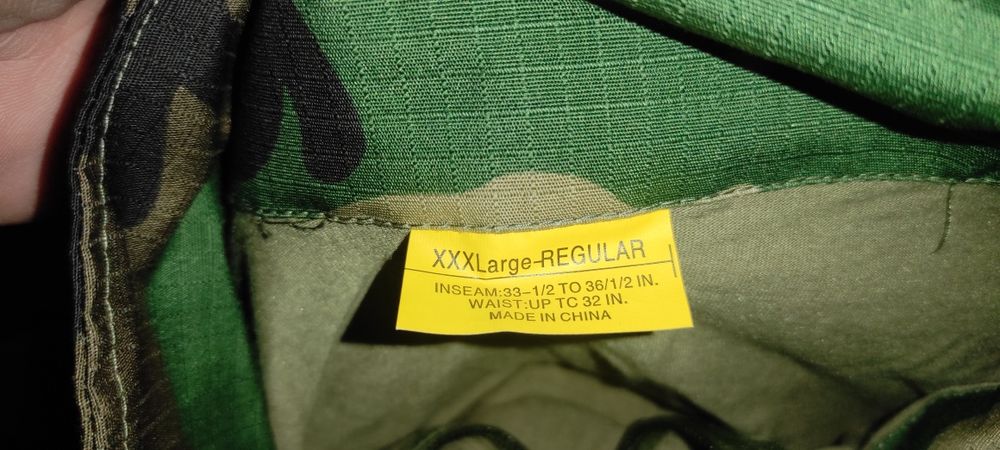 XXXLarge-REGULAR
INSEAM:33-1/2 TO 36/1/2 IN.
WAIST:UP TC 32 IN.
MADE IN CHINA